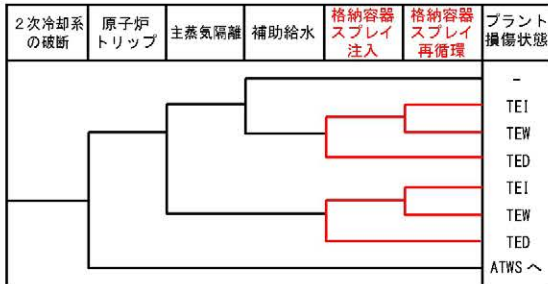 2次冷却系
の破断
原子炉
トリップ
主蒸気隔離
補助給水
格納容器
スプレイ
注入
格納容器
スプレイ
再循環
プラント
損傷状態
－
TEI
TEW
TED
TEI
TEW
TED
ATWSへ